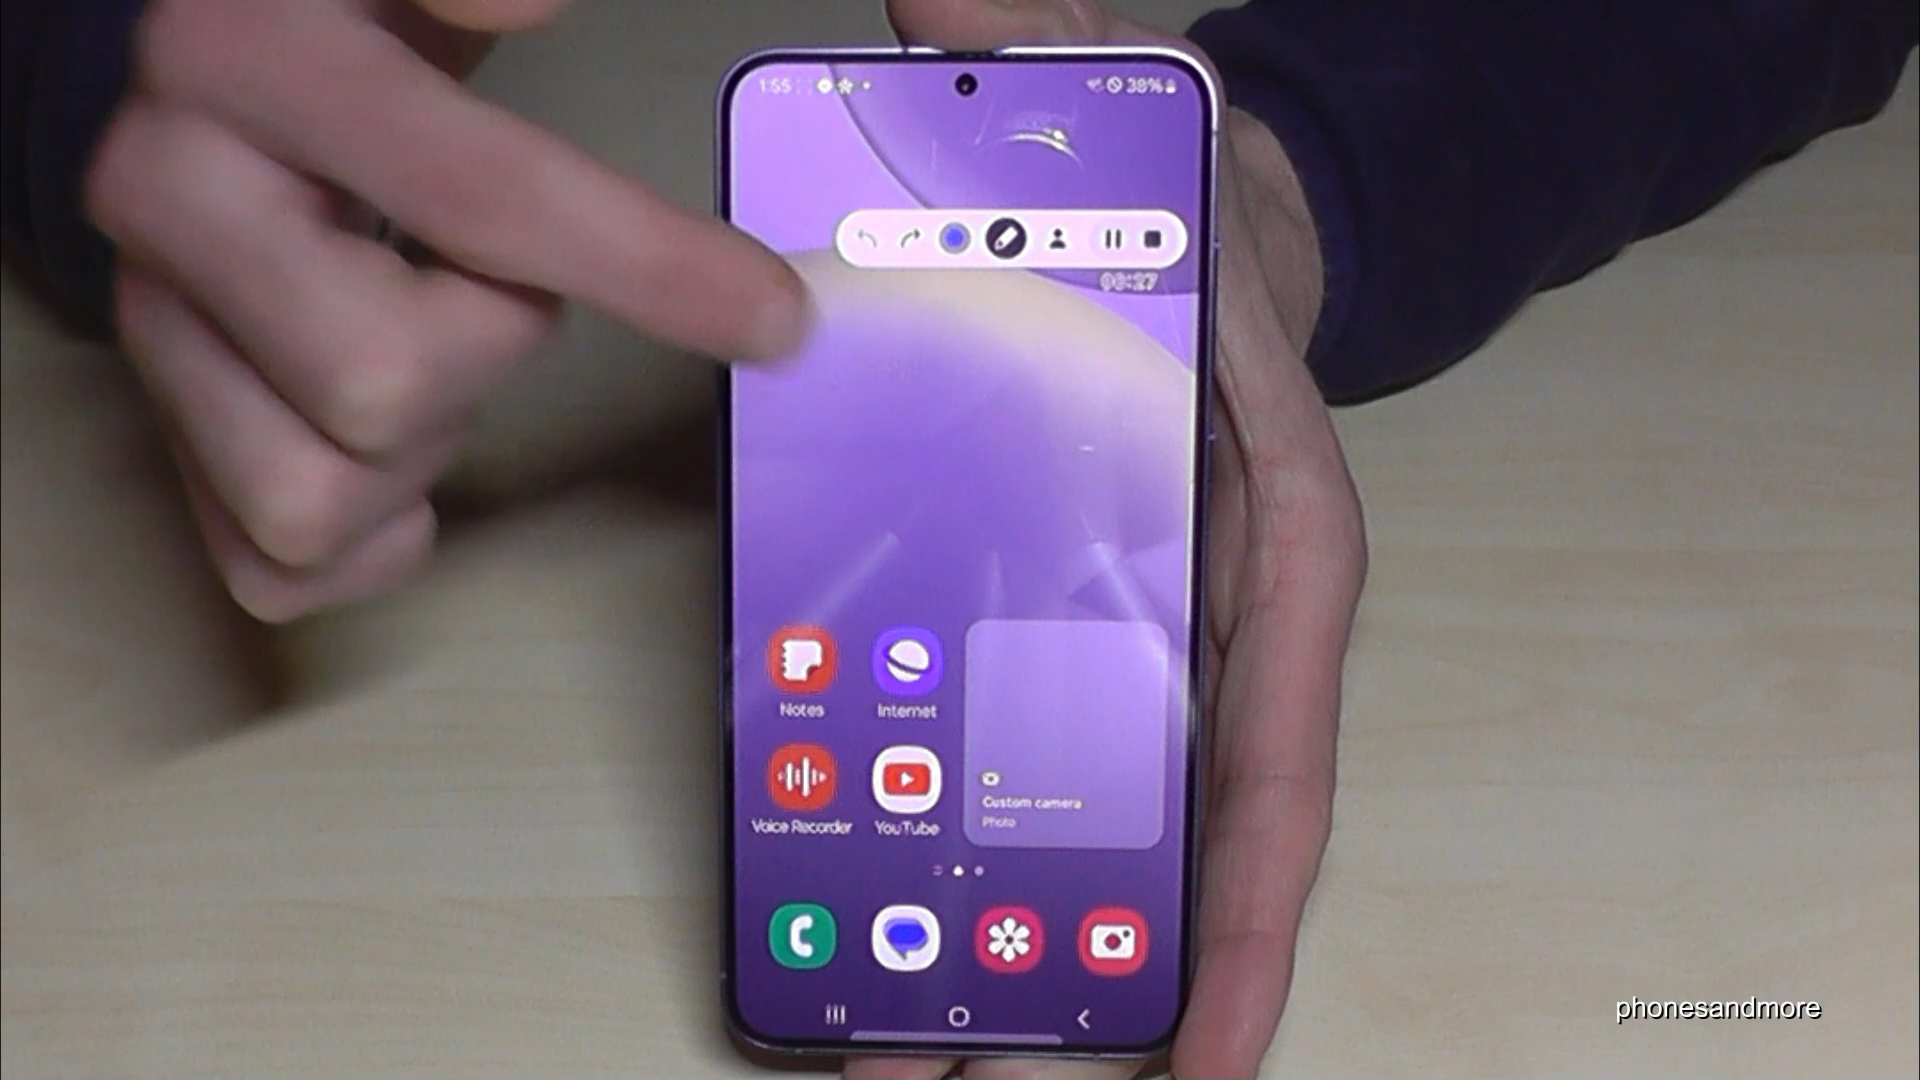 1:55
38%
00:27
Notes
Internet
Voice Recorder
YouTube
Custom camera
Photo
phonesandmore